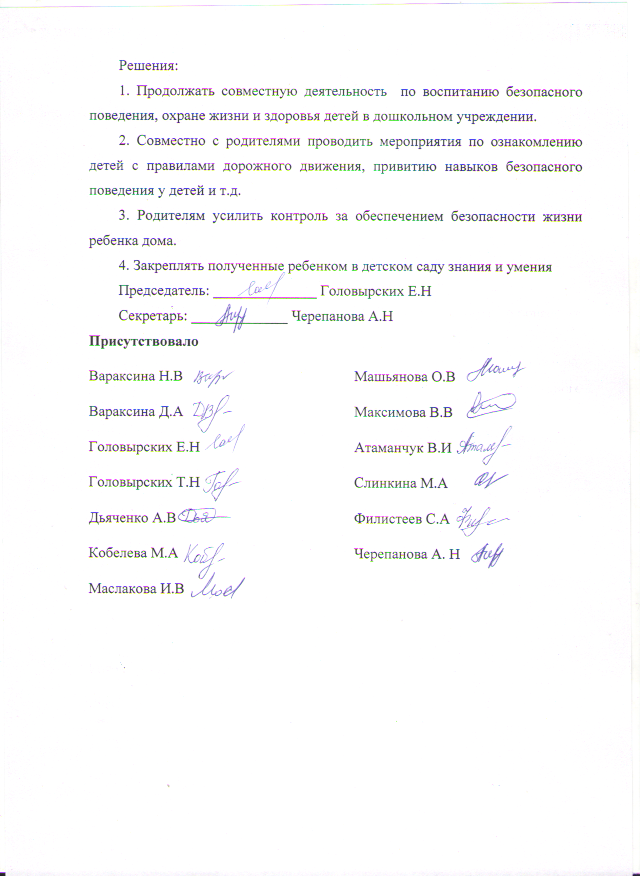 Решения:
1. Продолжать совместную деятельность по воспитанию безопасного
поведения, охране жизни и здоровья детей в дошкольном учреждении.
2. Совместно с родителями проводить мероприятия по ознакомлению
детей с правилами дорожного движения, привитию навыков безопасного
поведения у детей и т.д.
3. Родителям усилить контроль за обеспечением безопасности жизни
ребенка дома.
4. Закреплять полученные ребенком в детском саду знания и умения
Председатель: ______________ Головырских Е.Н
Секретарь: _____________ Черепанова А.Н
Присутствовало
Вараксина Н.В
Вараксина Д.А
Головырских Е.Н
Головырских Т.Н
Дьяченко А.В
Кобелева М.А
Маслакова И.В
Машьянова О.В
Максимова В.В
Атаманчук В.И
Слинкина М.А
Филистеев С.А
Черепанова А. Н